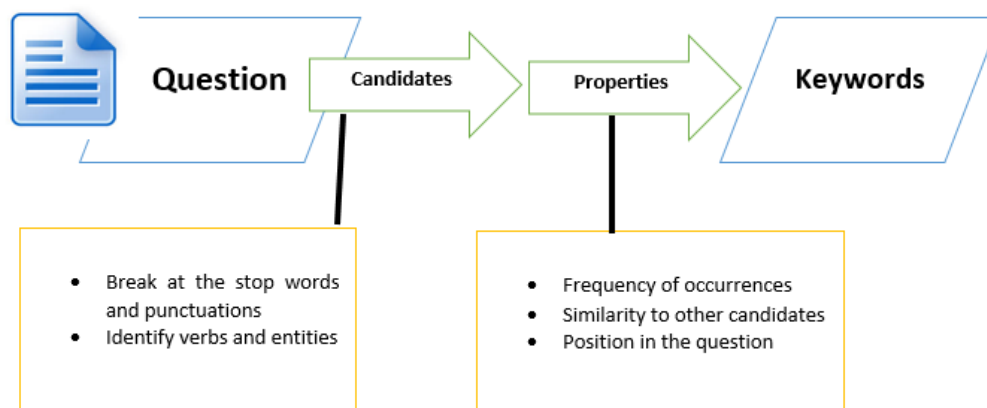 Question
Candidates
Properties
Keywords
• Break at the stop words
and punctuations
• Identify verbs and entities
• Frequency of occurrences
• Similarity to other candidates
• Position in the question